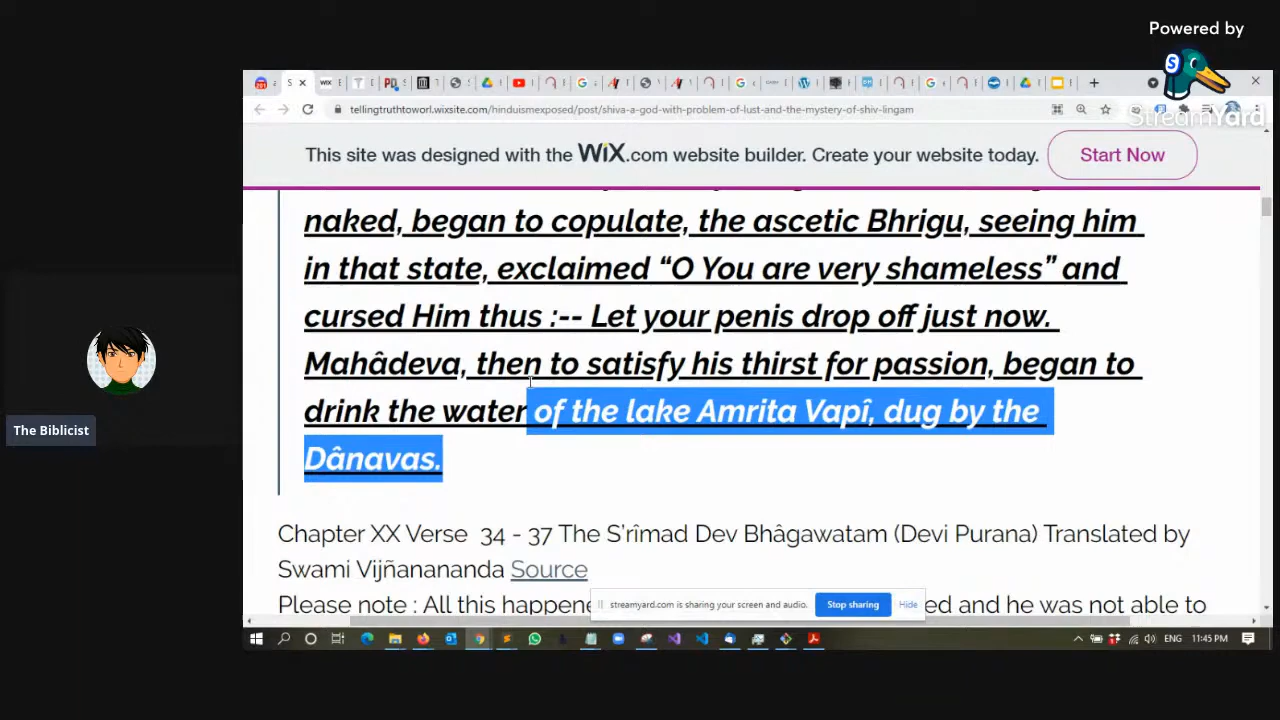 Powered by
S
StreamYard
tellingtruthtoworl.wixsite.com/hinduismexposed/post/shiva-a-god-with-problem-of-lust-and-the-mystery-of-shiv-lingam
This site was designed with the WiX.com website builder. Create your website today.
Start Now
naked, began to copulate, the ascetic Bhrigu, seeing him
in that state, exclaimed “O You are very shameless” and
cursed Him thus :-- Let your penis drop off just now.
Mahâdeva, then to satisfy his thirst for passion, began to
drink the water of the lake Amrita Vapî, dug by the
Dânavas.
The Biblicist
Chapter XX Verse 34 - 37 The S’rîmad Dev Bhâgawatam (Devi Purana) Translated by
Swami Vijñanananda Source
Please note : All this happene
ed and he was not able to
streamyard.com is sharing your screen and audio.
Stop sharing
Hide
ENG
11:45 PM